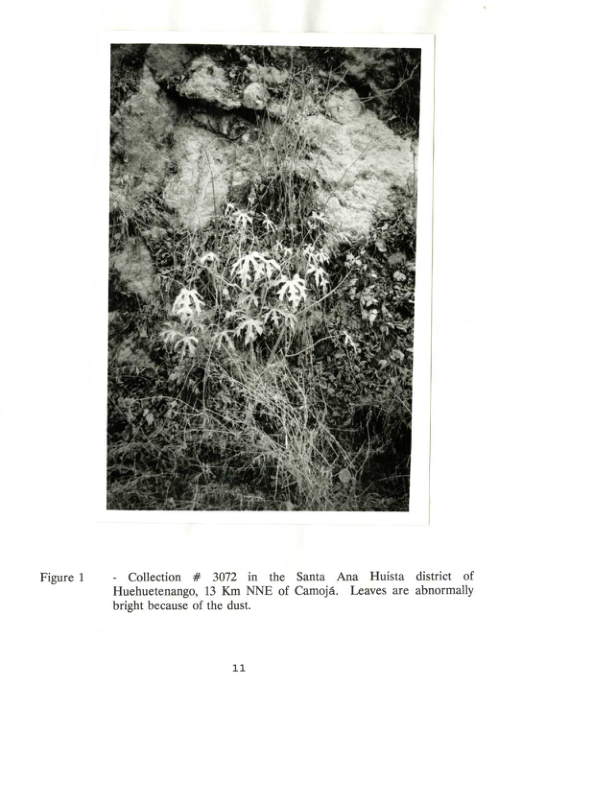 Figure 1 - Collection # 3072 in the Santa Ana Huista district of
Huehuetenango, 13 Km NNE of Camojá. Leaves are abnormally
bright because of the dust.
11